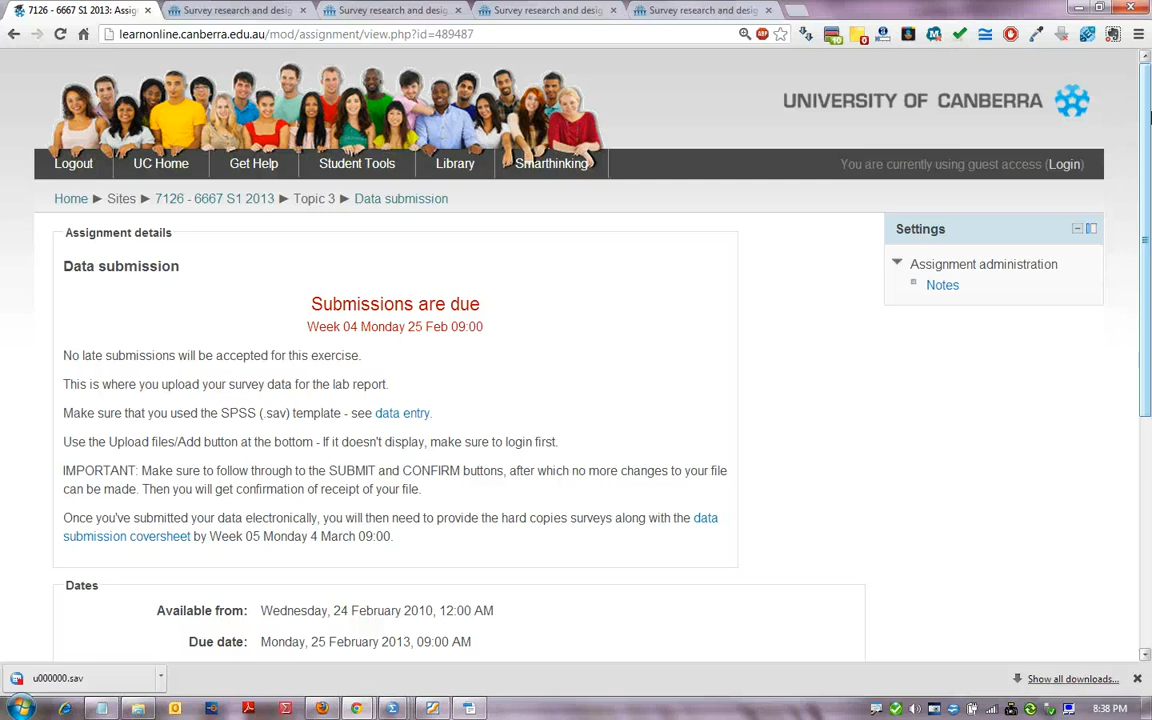 7126 - 6667 S1 2013: Assig
Survey research and desig
Survey research and desig
Survey research and desig
Survey research and desig
learnonline.canberra.edu.au/mod/assignment/view.php?id=489487
UNIVERSITY OF CANBERRA
Logout UC Home Get Help Student Tools Library Smarthinking
You are currently using guest access (Login)
Home ► Sites ► 7126 - 6667 S1 2013 ► Topic 3 ► Data submission
Assignment details
Data submission
Submissions are due
Week 04 Monday 25 Feb 09:00
No late submissions will be accepted for this exercise.
This is where you upload your survey data for the lab report.
Make sure that you used the SPSS (.sav) template - see data entry.
Use the Upload files/Add button at the bottom - If it doesn't display, make sure to login first.
IMPORTANT: Make sure to follow through to the SUBMIT and CONFIRM buttons, after which no more changes to your file
can be made. Then you will get confirmation of receipt of your file.
Once you've submitted your data electronically, you will then need to provide the hard copies surveys along with the data
submission coversheet by Week 05 Monday 4 March 09:00.
Settings
Assignment administration
Notes
Dates
Available from: Wednesday, 24 February 2010, 12:00 AM
Due date: Monday, 25 February 2013, 09:00 AM
u000000.sav
Show all downloads...
8:38 PM